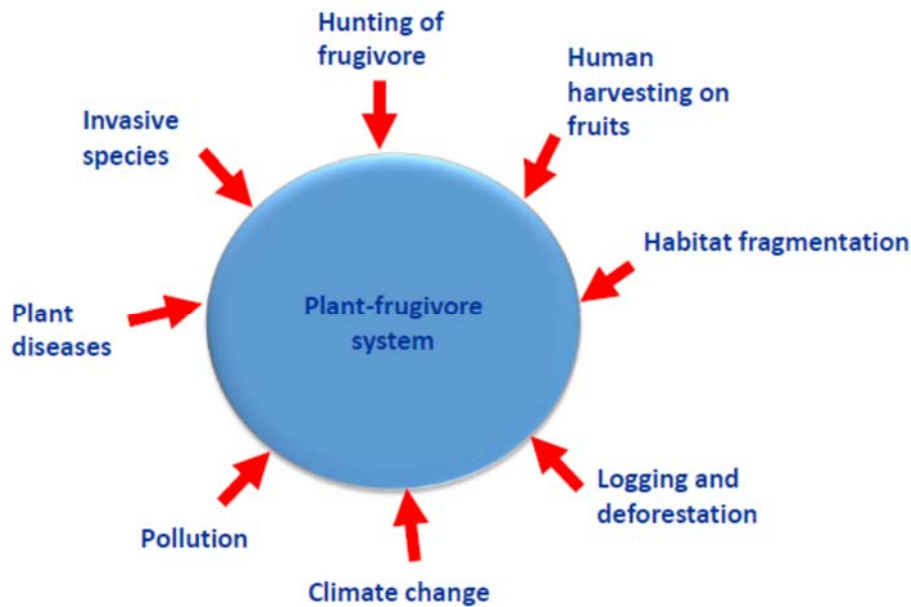 Hunting of
frugivore
Human
harvesting on
fruits
Invasive
species
Habitat fragmentation
Plant-frugivore
system
Plant
diseases
Logging and
deforestation
Pollution
Climate change